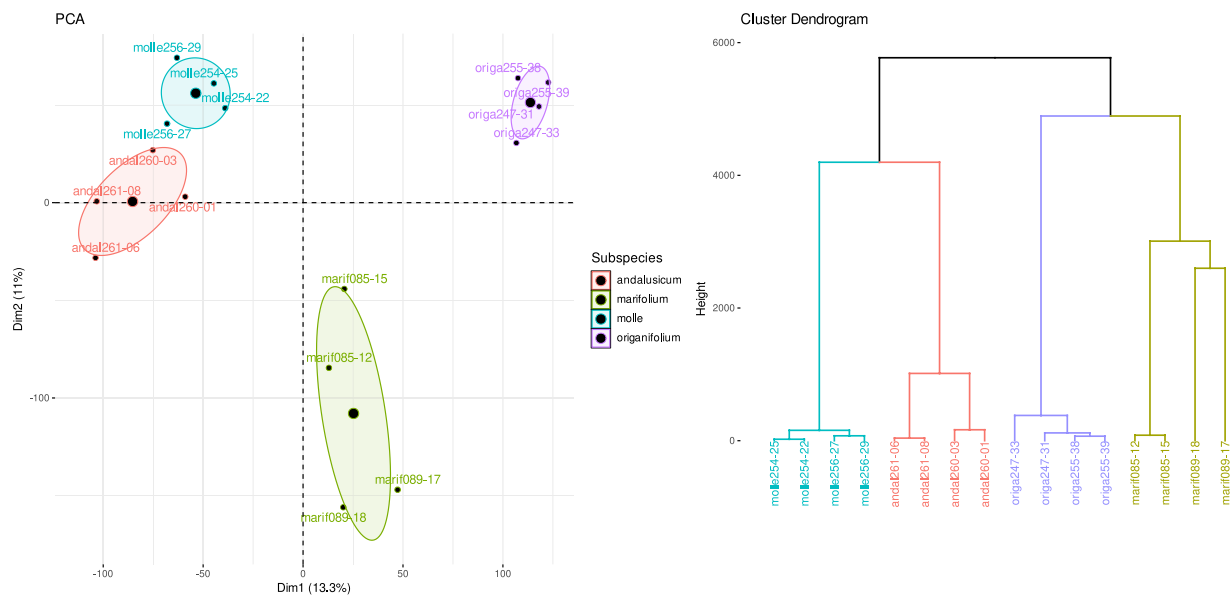 PCA
molle256-29
molle254-25
molle254-22
molle256-27
andal260-03
andal261-08
andal260-01
andal261-06
origa255-38
origa255-39
origa247-31
origa247-33
marif085-15
marif085-12
marif089-17
marif089-18
0
-100
Dim2 (11%)
-100
-50
0
50
100
Dim1 (13.3%)
Subspecies
andalusicum
marifolium
molle
origanifolium
Cluster Dendrogram
6000
4000
2000
0
Height
molle254-25
molle254-22
molle256-27
molle256-29
andal261-06
andal261-08
andal260-03
andal260-01
origa247-33
origa247-31
origa255-38
origa255-39
marif085-12
marif085-15
marif089-18
marif089-17